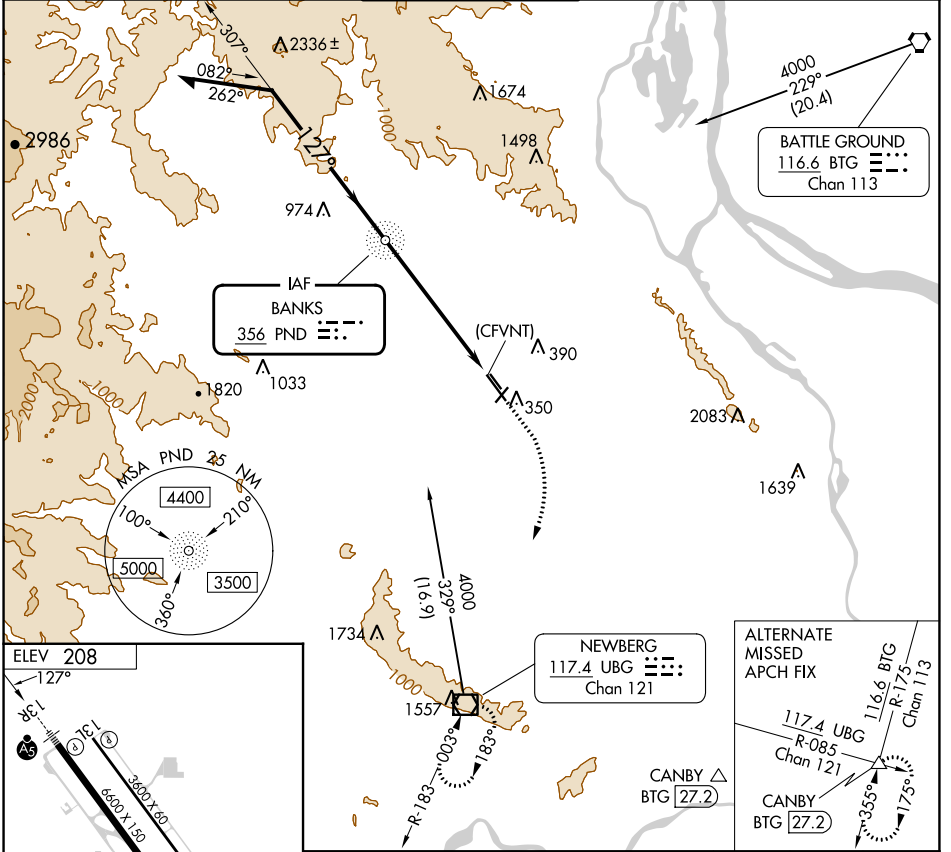 307°
2336±
082°
262°
127°
1000
1674
1498
2986
974
4000
229°
(20.4)
BATTLE GROUND
116.6 BTG
Chan 113
IAF
BANKS
356 PND
(CFVNT)
390
350
1033
1820
1000
2000
2083
1639
MSA PND 25 NM
4400
100°
210°
5000
3500
360°
2000
4000
329°
(16.9)
1734
1000
1557
NEWBERG
117.4 UBG
Chan 121
R-183
003°
183°
CANBY
BTG 27.2
ALTERNATE
MISSED
APCH FIX
116.6 BTG
R-175
Chan 113
117.4 UBG
R-085
Chan 121
CANBY
BTG 27.2
355°
175°
ELEV 208
127°
13R
13L
P
P
A5
6600 X 150
3600 X 60